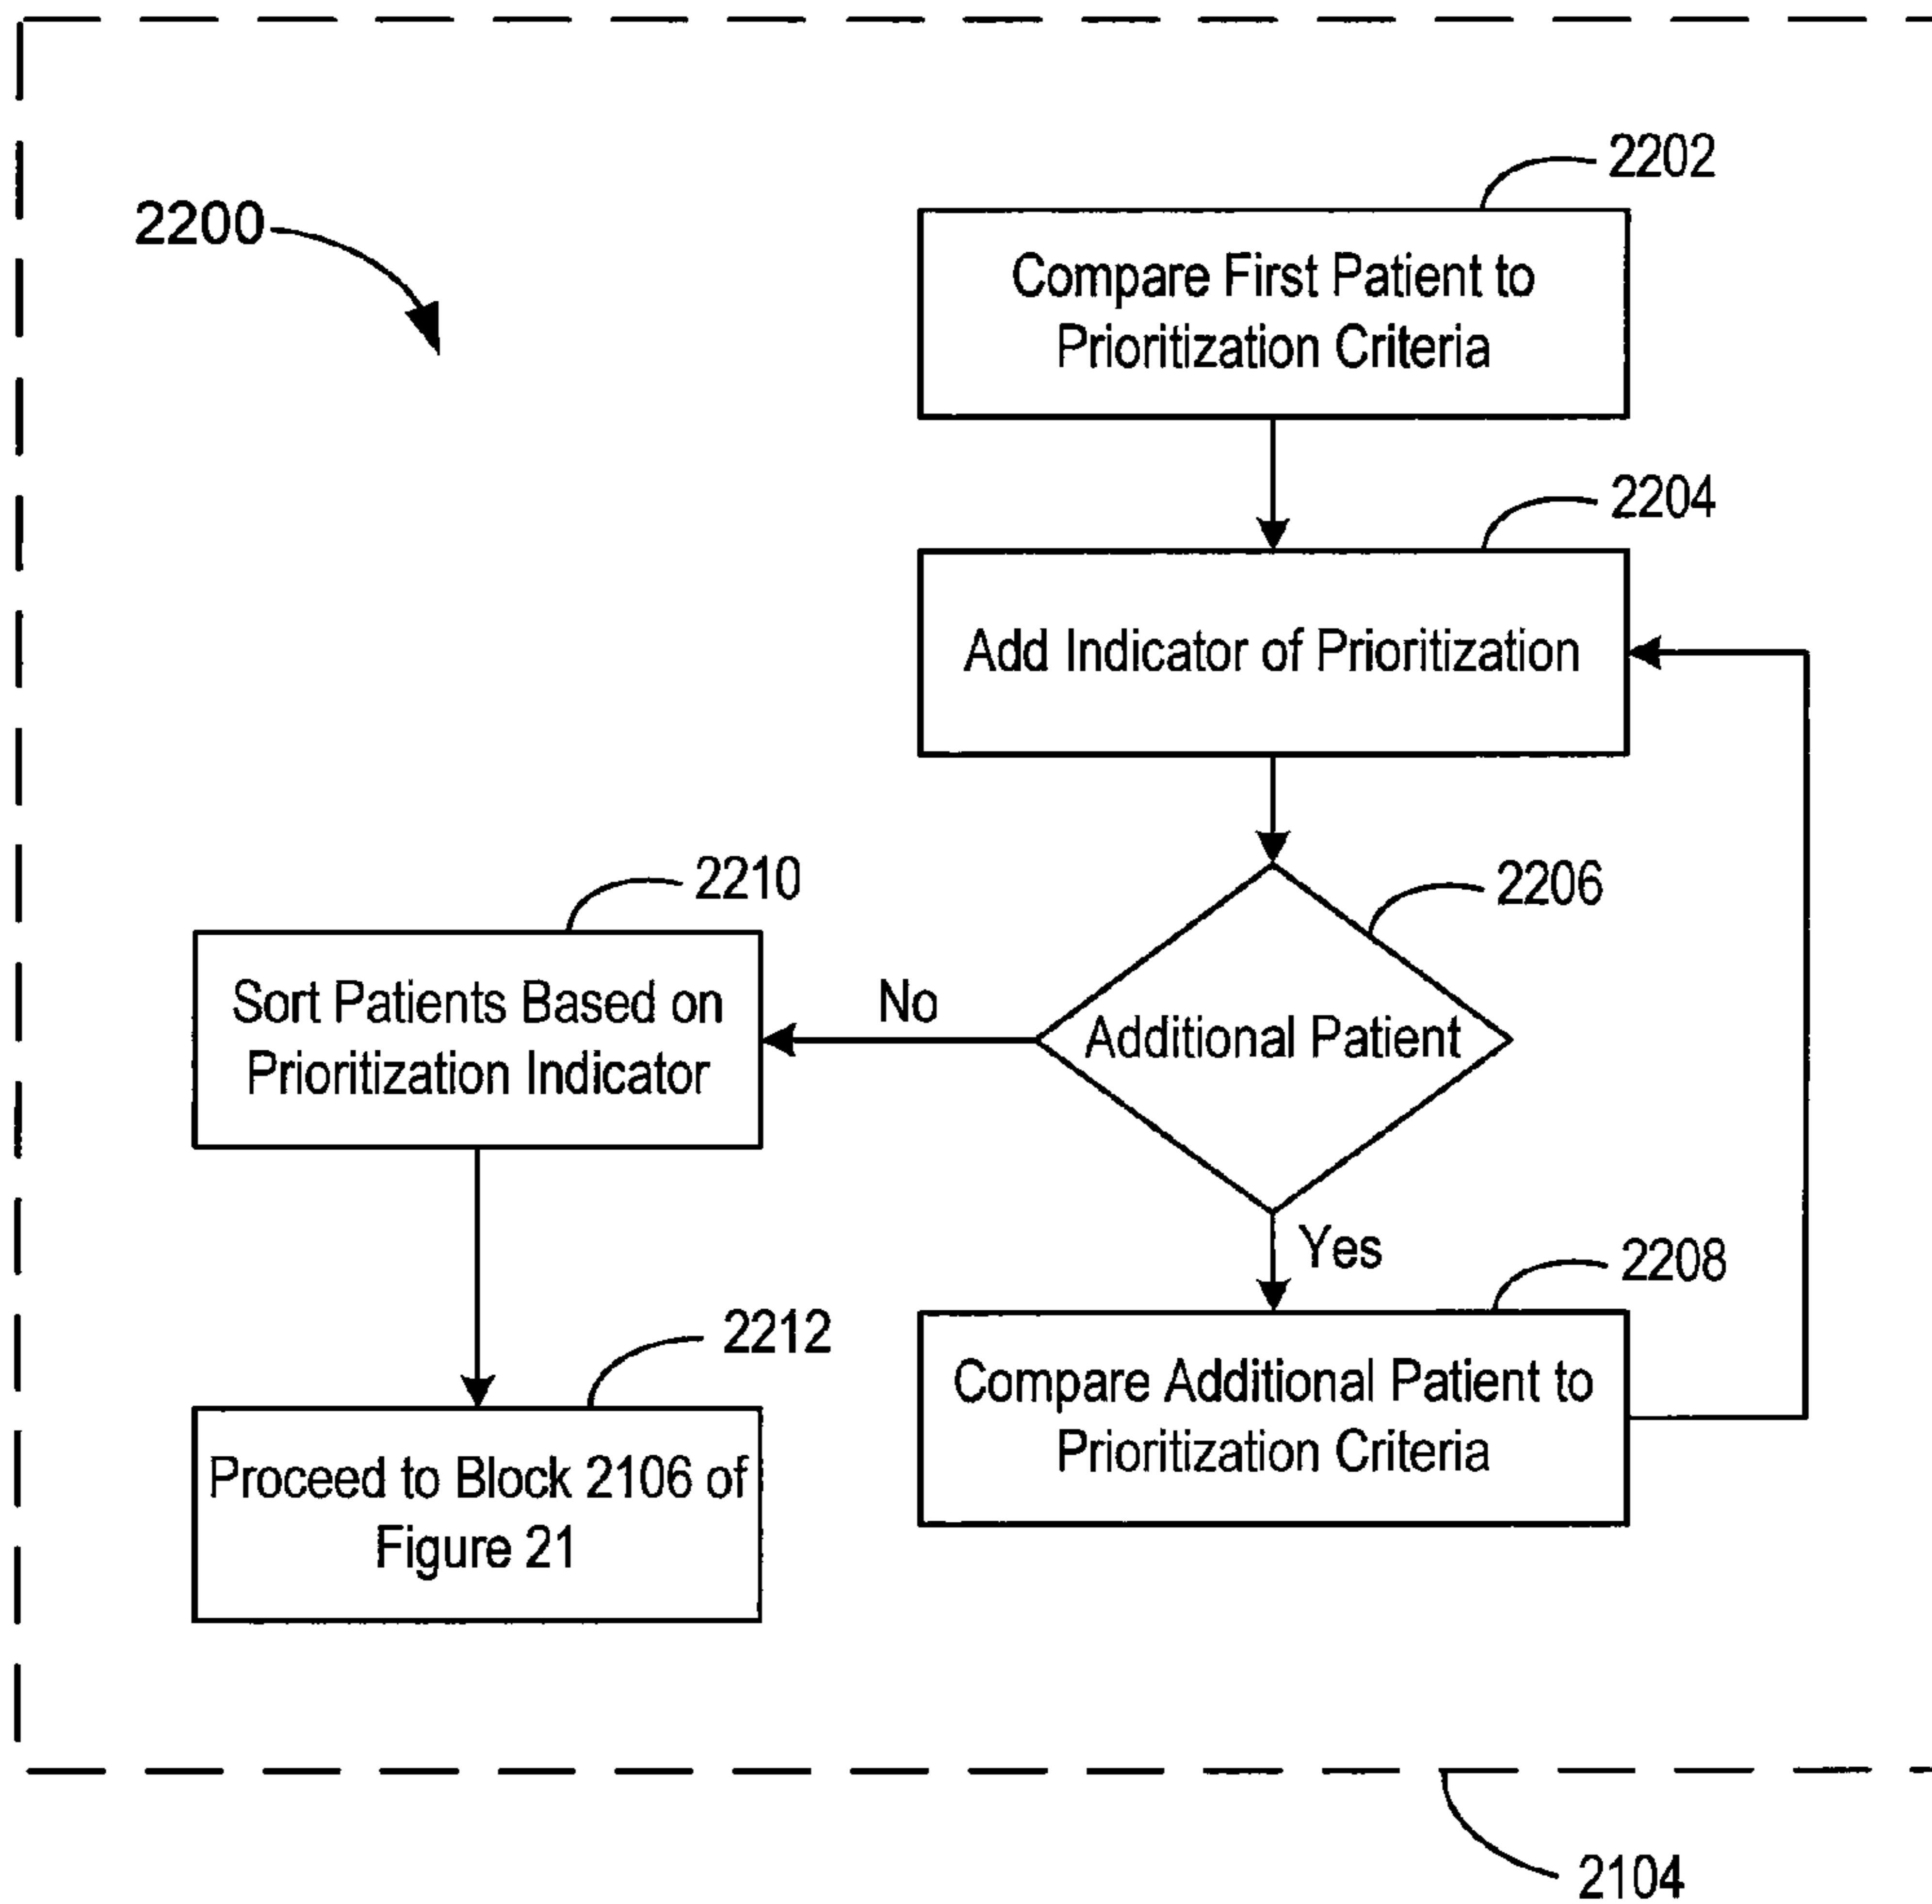 2200
2202
Compare First Patient to
Prioritization Criteria
2204
Add Indicator of Prioritization
2206
Additional Patient
No
Yes
2210
Sort Patients Based on
Prioritization Indicator
2208
Compare Additional Patient to
Prioritization Criteria
2212
Proceed to Block 2106 of
Figure 21
2104